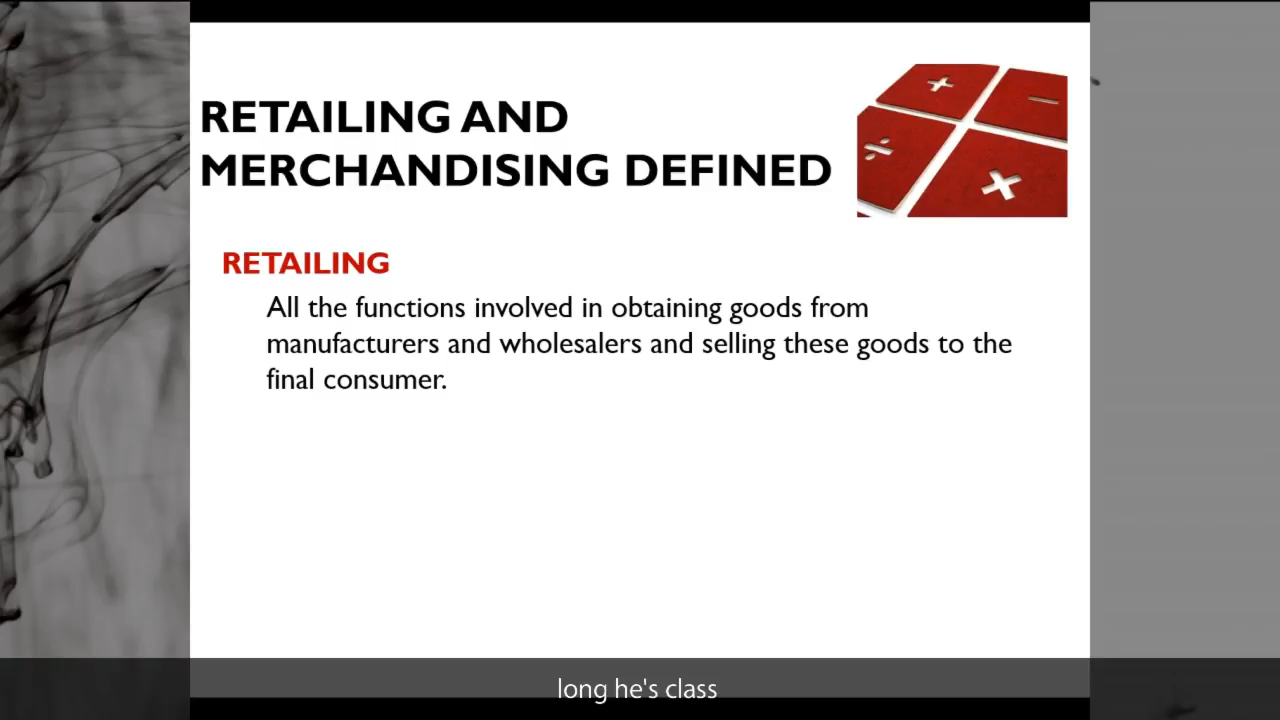 RETAILING AND
MERCHANDISING DEFINED
RETAILING
All the functions involved in obtaining goods from
manufacturers and wholesalers and selling these goods to the
final consumer.
long he's class